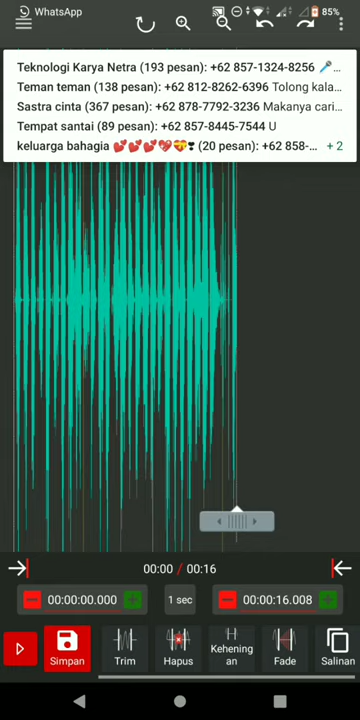 WhatsApp
85%
Teknologi Karya Netra (193 pesan): +62 857-1324-8256 🎤...
Teman teman (138 pesan): +62 812-8262-6396 Tolong kala...
Sastra cinta (367 pesan): +62 878-7792-3236 Makanya cari...
Tempat santai (89 pesan): +62 857-8445-7544 U
keluarga bahagia 💕💕💕💖💝❣ (20 pesan): +62 858-... + 2
00:00 / 00:16
00:00:00.000
1 sec
00:00:16.008
Simpan
Trim
Hapus
Kehening
an
Fade
Salinan